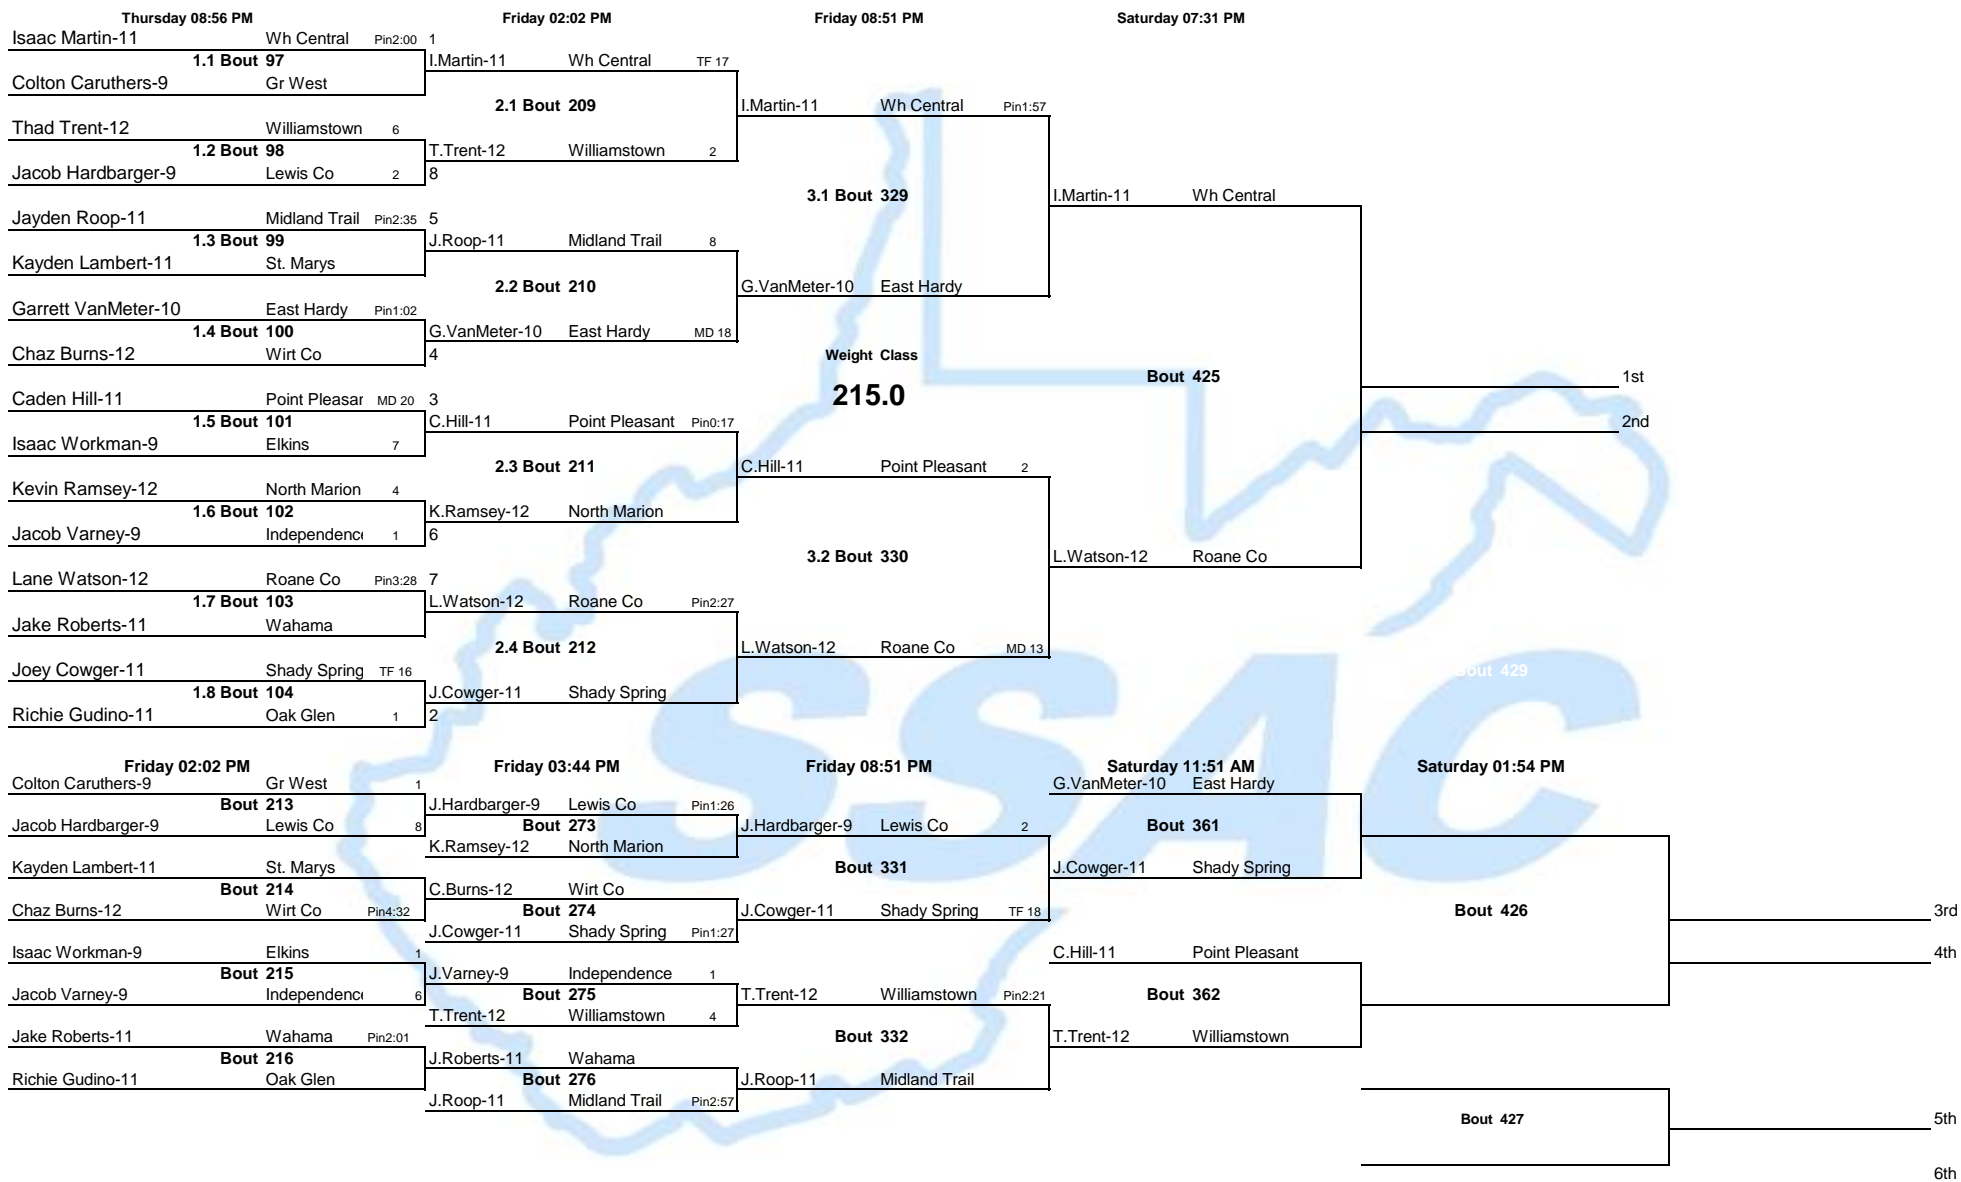 Thursday 08:56 PM Friday 02:02 PM Friday 08:51 PM Saturday 07:31 PM
Isaac Martin-11 Wh Central Pin2:00 1
1.1 Bout 97 I.Martin-11 Wh Central TF 17
Colton Caruthers-9 Gr West
2.1 Bout 209 I.Martin-11 Wh Central Pin1:57
Thad Trent-12 Williamstown 6
1.2 Bout 98 T.Trent-12 Williamstown 2
Jacob Hardbarger-9 Lewis Co 2 8
3.1 Bout 329 I.Martin-11 Wh Central
Jayden Roop-11 Midland Trail Pin2:35 5
1.3 Bout 99 J.Roop-11 Midland Trail 8
Kayden Lambert-11 St. Marys
2.2 Bout 210 G.VanMeter-10 East Hardy
Garrett VanMeter-10 East Hardy Pin1:02
1.4 Bout 100 G.VanMeter-10 East Hardy MD 18
Chaz Burns-12 Wirt Co 4 Weight Class
Bout 425 1st
Caden Hill-11 Point Pleasar MD 20 3 215.0
1.5 Bout 101 C.Hill-11 Point Pleasant Pin0:17 2nd
Isaac Workman-9 Elkins 7
2.3 Bout 211 C.Hill-11 Point Pleasant 2
Kevin Ramsey-12 North Marion 4
1.6 Bout 102 K.Ramsey-12 North Marion
Jacob Varney-9 Independenc 1 6
3.2 Bout 330 L.Watson-12 Roane Co
Lane Watson-12 Roane Co Pin3:28 7
1.7 Bout 103 L.Watson-12 Roane Co Pin2:27
Jake Roberts-11 Wahama
2.4 Bout 212 L.Watson-12 Roane Co MD 13
Joey Cowger-11 Shady Spring TF 16 Bout 429
1.8 Bout 104 J.Cowger-11 Shady Spring
Richie Gudino-11 Oak Glen 1 2
SSAC
Friday 02:02 PM Friday 03:44 PM Friday 08:51 PM Saturday 11:51 AM Saturday 01:54 PM
Colton Caruthers-9 Gr West 1 G.VanMeter-10 East Hardy
Bout 213 J.Hardbarger-9 Lewis Co Pin1:26
Jacob Hardbarger-9 Lewis Co 8 Bout 273 J.Hardbarger-9 Lewis Co 2 Bout 361
K.Ramsey-12 North Marion
Kayden Lambert-11 St. Marys Bout 331 J.Cowger-11 Shady Spring
Bout 214 C.Burns-12 Wirt Co
Chaz Burns-12 Wirt Co Pin4:32 Bout 274 J.Cowger-11 Shady Spring TF 18 Bout 426 3rd
J.Cowger-11 Shady Spring Pin1:27
Isaac Workman-9 Elkins 1 C.Hill-11 Point Pleasant 4th
Bout 215 J.Varney-9 Independence 1
Jacob Varney-9 Independenc 6 Bout 275 T.Trent-12 Williamstown Pin2:21 Bout 362
T.Trent-12 Williamstown 4
Jake Roberts-11 Wahama Pin2:01 Bout 332 T.Trent-12 Williamstown
Bout 216 J.Roberts-11 Wahama
Richie Gudino-11 Oak Glen Bout 276 J.Roop-11 Midland Trail
J.Roop-11 Midland Trail Pin2:57
Bout 427 5th
6th